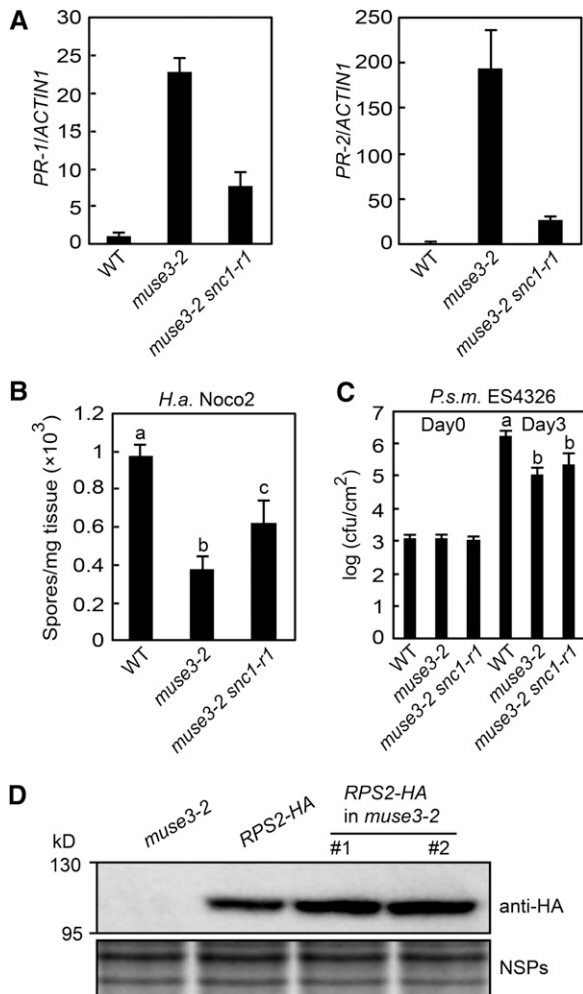 A
PR-1/ACTIN1
30
25
20
15
10
5
0
WT
muse3-2
muse3-2 snc1-r1
PR-2/ACTIN1
250
200
150
100
50
0
WT
muse3-2
muse3-2 snc1-r1
B
H.a. Noco2
Spores/mg tissue (×10³)
1.2
1
0.8
0.6
0.4
0.2
0
a
b
c
WT
muse3-2
muse3-2 snc1-r1
C
P.s.m. ES4326
Day0
Day3
log (cfu/cm²)
7
6
5
4
3
2
1
0
a
b
b
WT
muse3-2
muse3-2 snc1-r1
WT
muse3-2
muse3-2 snc1-r1
D
kD
muse3-2
RPS2-HA
RPS2-HA
in muse3-2
#1
#2
130
95
anti-HA
NSPs